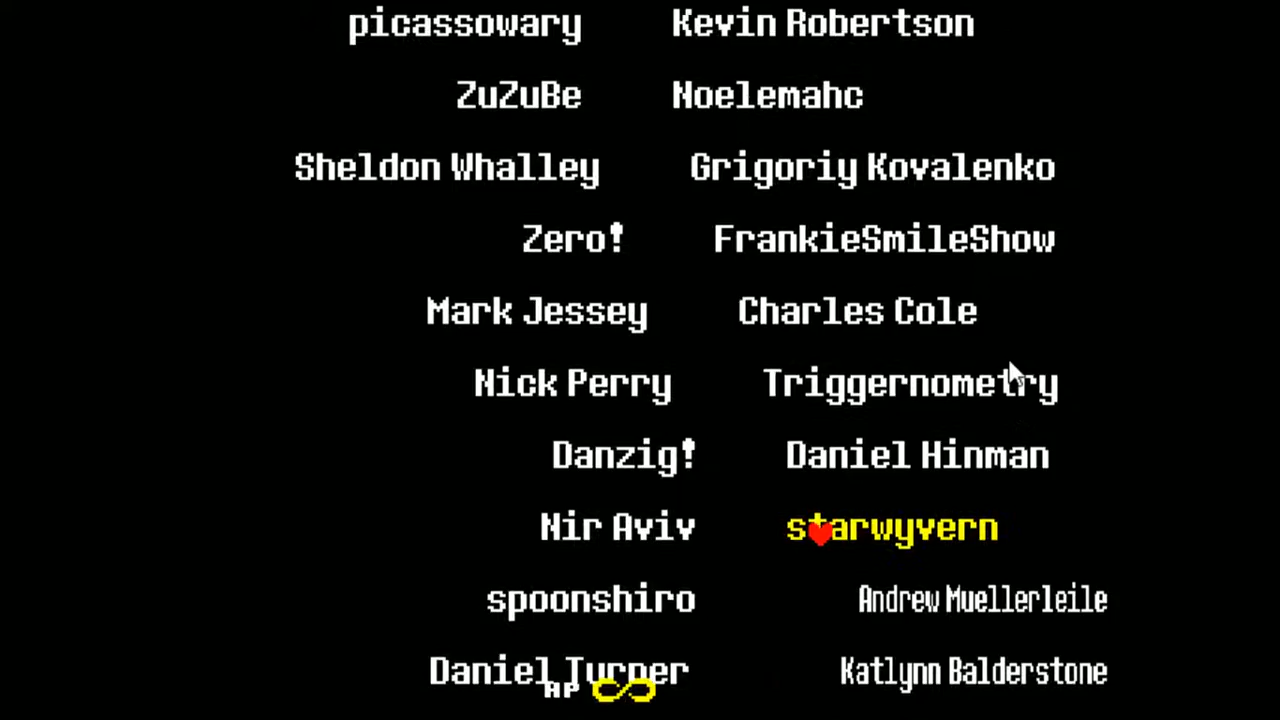 picassowary Kevin Robertson
ZuZuBe Noelemahc
Sheldon Whalley Grigoriy Kovalenko
Zero! FrankieSmileShow
Mark Jessey Charles Cole
Nick Perry Triggernometry
Danzig! Daniel Hinman
Nir Aviv starwyvern
spoonshiro Andrew Muellerleile
Daniel Turner Katlynn Balderstone
HP ∞